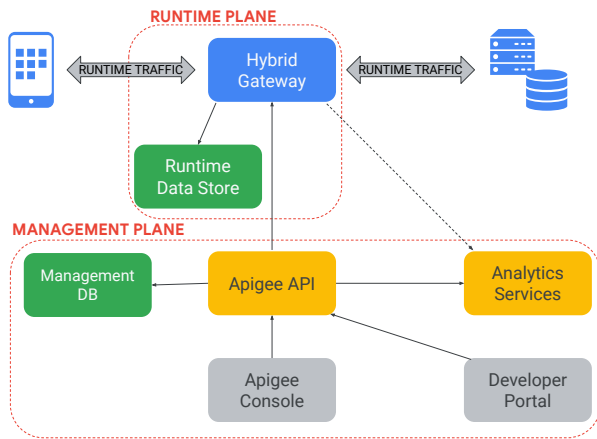 RUNTIME PLANE
RUNTIME TRAFFIC
Hybrid
Gateway
RUNTIME TRAFFIC
Runtime
Data Store
MANAGEMENT PLANE
Management
DB
Apigee API
Analytics
Services
Apigee
Console
Developer
Portal